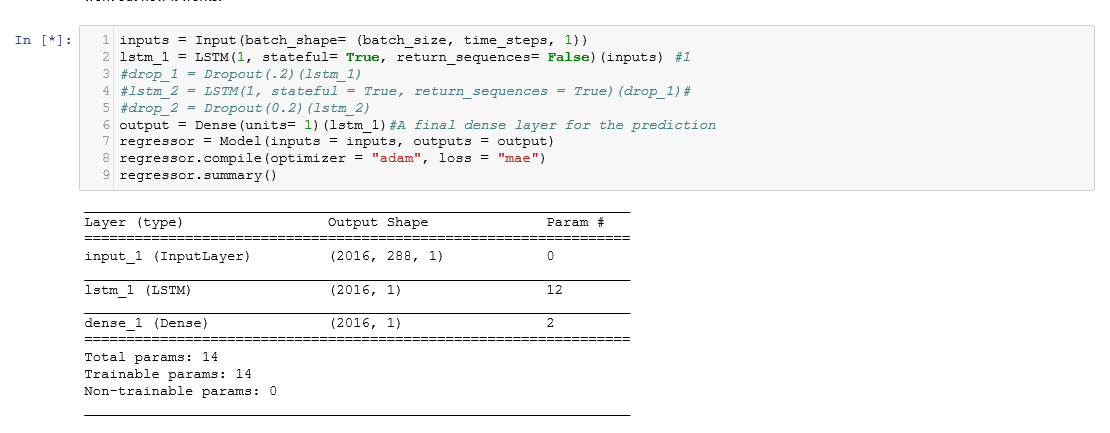 In [*]:
1 inputs = Input(batch_shape= (batch_size, time_steps, 1))
2 lstm_1 = LSTM(1, stateful= True, return_sequences= False)(inputs) #1
3 #drop_1 = Dropout(.2)(lstm_1)
4 #lstm_2 = LSTM(1, stateful = True, return_sequences = True)(drop_1)#
5 #drop_2 = Dropout(0.2)(lstm_2)
6 output = Dense(units= 1)(lstm_1)#A final dense layer for the prediction
7 regressor = Model(inputs = inputs, outputs = output)
8 regressor.compile(optimizer = "adam", loss = "mae")
9 regressor.summary()
Layer (type) Output Shape Param #
input_1 (InputLayer) (2016, 288, 1) 0
lstm_1 (LSTM) (2016, 1) 12
dense_1 (Dense) (2016, 1) 2
Total params: 14
Trainable params: 14
Non-trainable params: 0